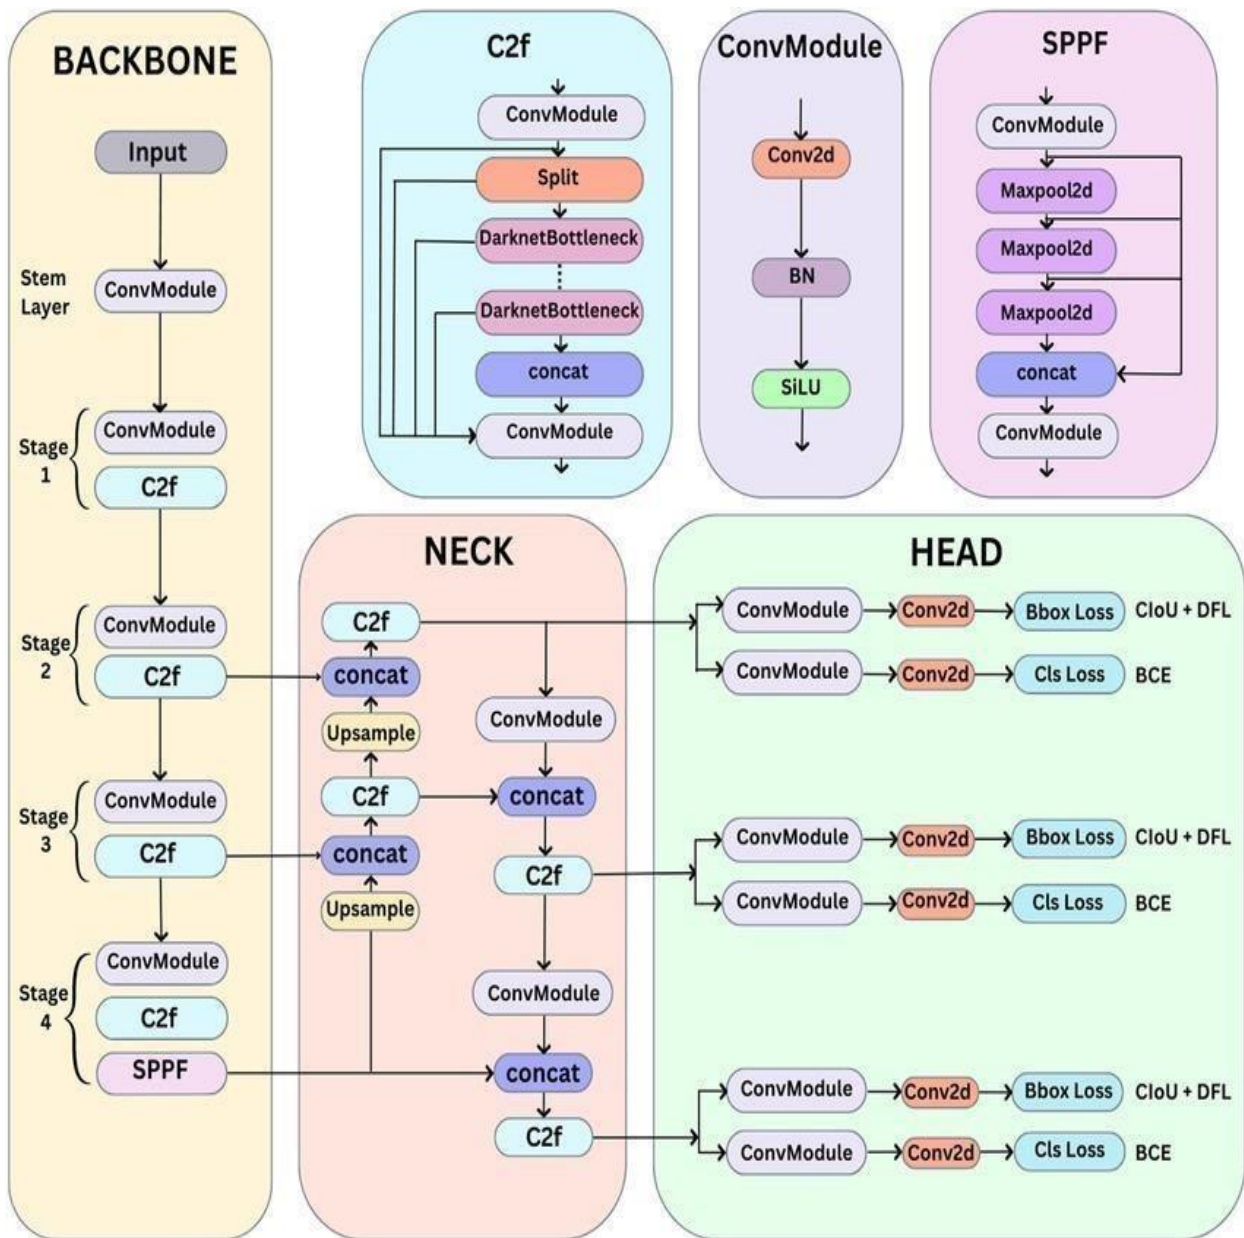 BACKBONE
Input
Stem
Layer
ConvModule
Stage
1
ConvModule
C2f
Stage
2
ConvModule
C2f
Stage
3
ConvModule
C2f
Stage
4
ConvModule
C2f
SPPF
C2f
ConvModule
Split
DarknetBottleneck
DarknetBottleneck
concat
ConvModule
ConvModule
Conv2d
BN
SiLU
SPPF
ConvModule
Maxpool2d
Maxpool2d
Maxpool2d
concat
ConvModule
NECK
C2f
concat
Upsample
C2f
concat
Upsample
ConvModule
concat
C2f
ConvModule
concat
C2f
HEAD
ConvModule
Conv2d
Bbox Loss
CIoU + DFL
ConvModule
Conv2d
Cls Loss
BCE
ConvModule
Conv2d
Bbox Loss
CIoU + DFL
ConvModule
Conv2d
Cls Loss
BCE
ConvModule
Conv2d
Bbox Loss
CIoU + DFL
ConvModule
Conv2d
Cls Loss
BCE